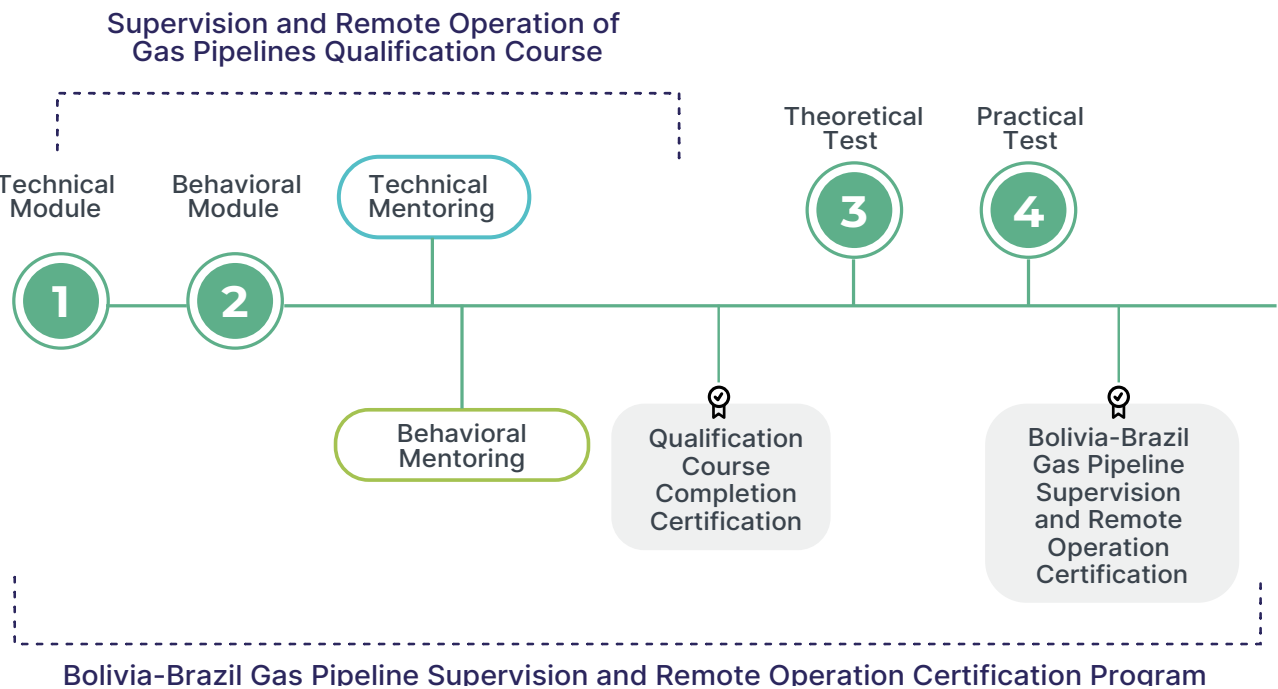 Supervision and Remote Operation of
Gas Pipelines Qualification Course
Theoretical
Test
Practical
Test
Technical
Module
Behavioral
Module
Technical
Mentoring
3
4
1
2
Behavioral
Mentoring
Qualification
Course
Completion
Certification
Bolivia-Brazil
Gas Pipeline
Supervision
and Remote
Operation
Certification
Bolivia-Brazil Gas Pipeline Supervision and Remote Operation Certification Program